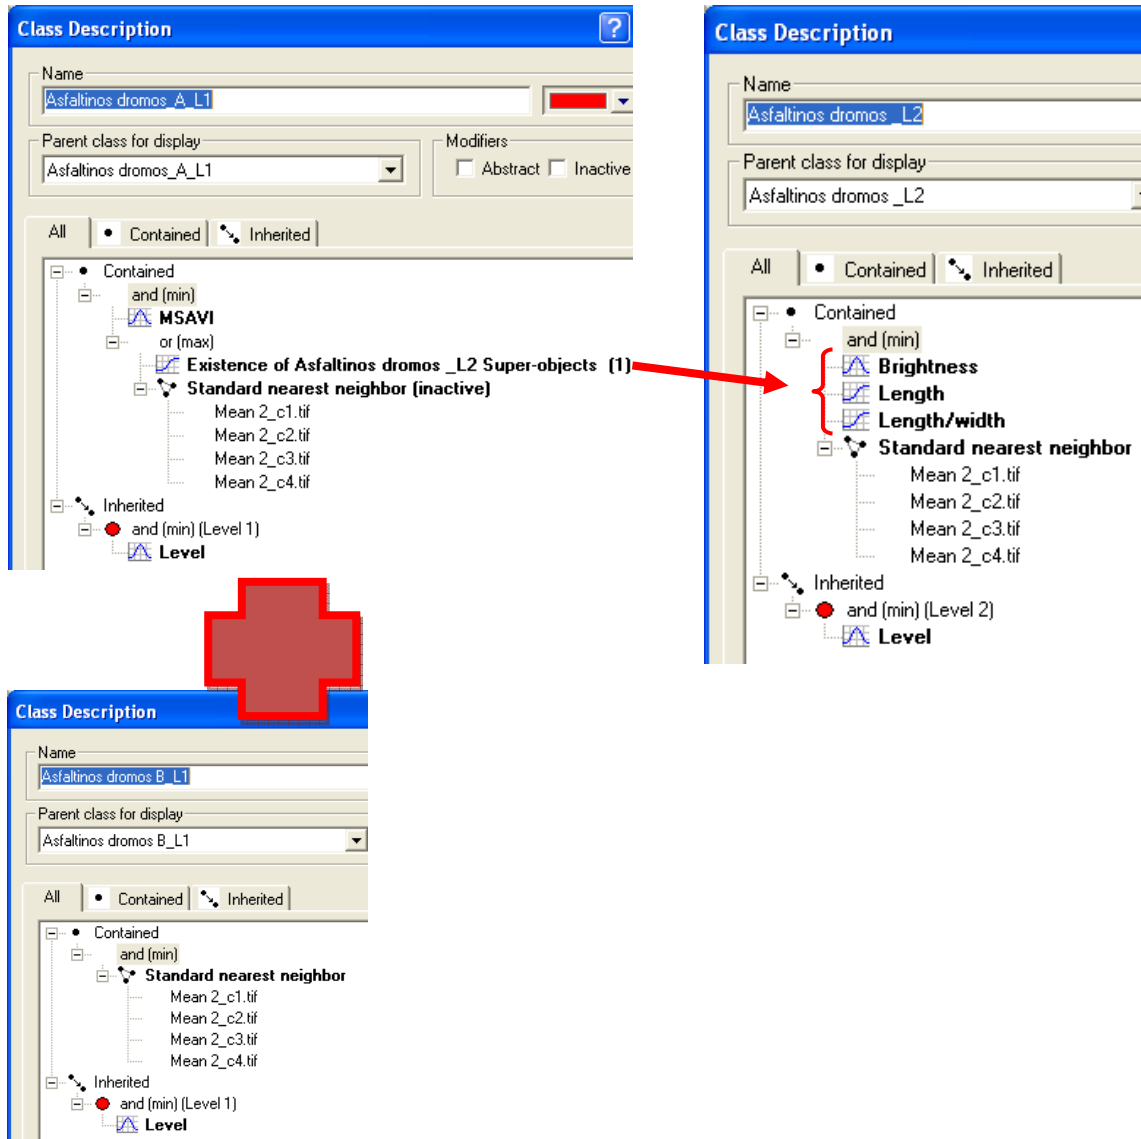 Class Description
?
Name
Asfaltinos dromos_A_L1
Parent class for display
Asfaltinos dromos_A_L1
Modifiers
Abstract
Inactive
All
Contained
Inherited
Contained
and (min)
MSAVI
or (max)
Existence of Asfaltinos dromos _L2 Super-objects (1)
Standard nearest neighbor (inactive)
Mean 2_c1.tif
Mean 2_c2.tif
Mean 2_c3.tif
Mean 2_c4.tif
Inherited
and (min) (Level 1)
Level
Class Description
Name
Asfaltinos dromos _L2
Parent class for display
Asfaltinos dromos _L2
All
Contained
Inherited
Contained
and (min)
Brightness
Length
Length/width
Standard nearest neighbor
Mean 2_c1.tif
Mean 2_c2.tif
Mean 2_c3.tif
Mean 2_c4.tif
Inherited
and (min) (Level 2)
Level
Class Description
Name
Asfaltinos dromos B_L1
Parent class for display
Asfaltinos dromos B_L1
All
Contained
Inherited
Contained
and (min)
Standard nearest neighbor
Mean 2_c1.tif
Mean 2_c2.tif
Mean 2_c3.tif
Mean 2_c4.tif
Inherited
and (min) (Level 1)
Level